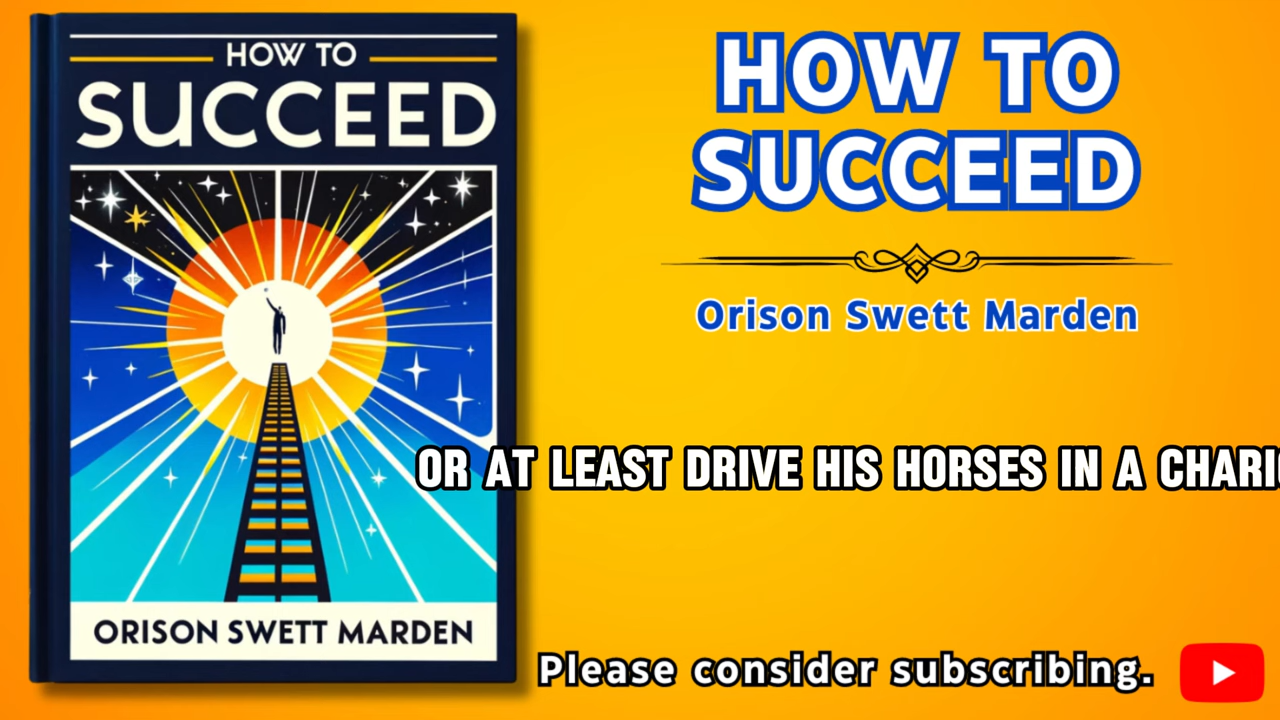 HOW TO
SUCCEED
ORISON SWETT MARDEN
HOW TO
SUCCEED
Orison Swett Marden
OR AT LEAST DRIVE HIS HORSES IN A
Please consider subscribing.